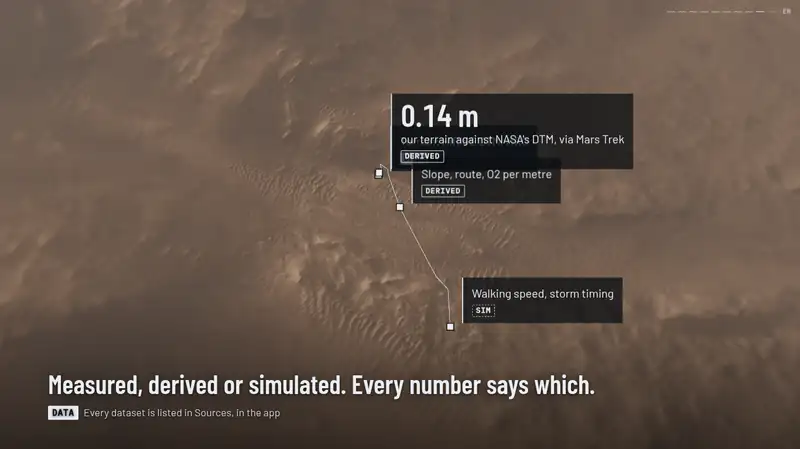 EN
0.14 m
our terrain against NASA's DTM, via Mars Trek
DERIVED
Slope, route, O2 per metre
DERIVED
Walking speed, storm timing
SIM
Measured, derived or simulated. Every number says which.
DATA Every dataset is listed in Sources, in the app